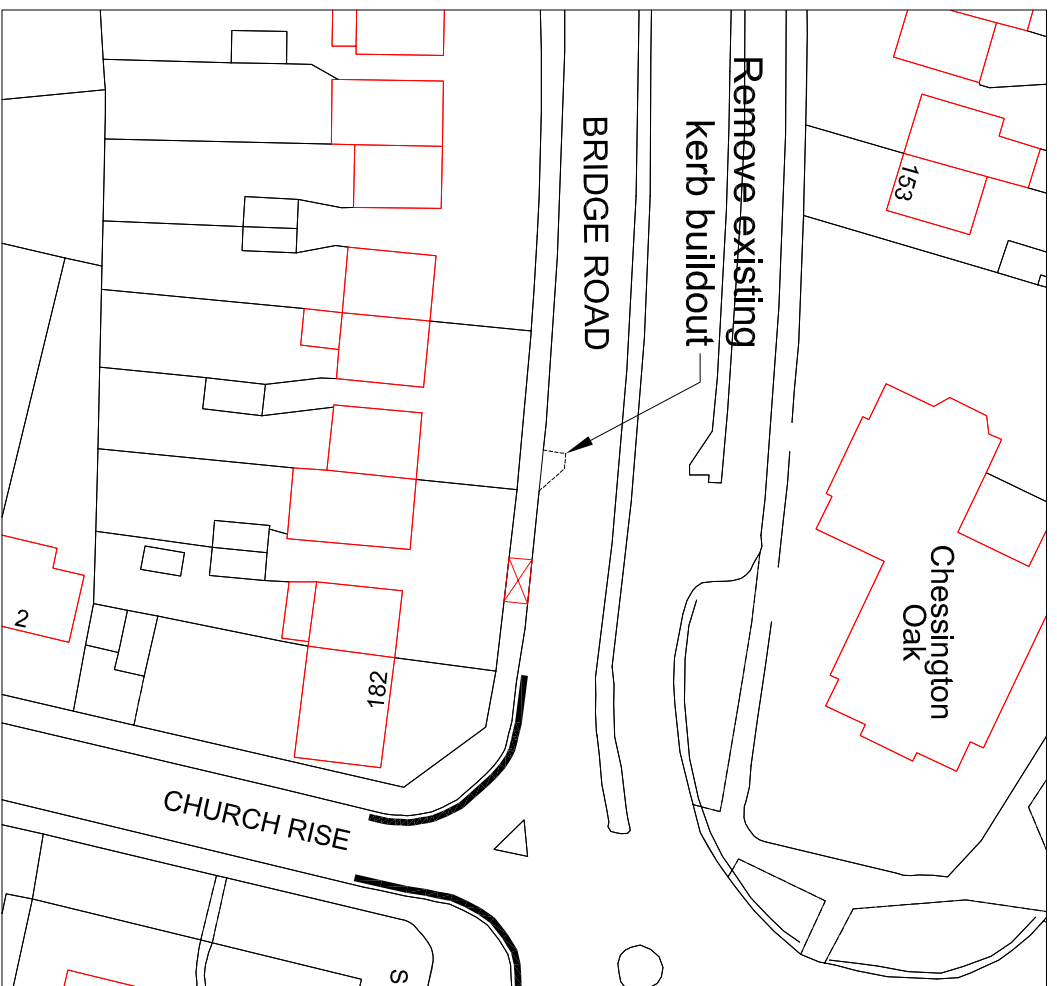 Remove existing
kerb buildout
BRIDGE ROAD
153
Chessington
Oak
2
182
CHURCH RISE
S